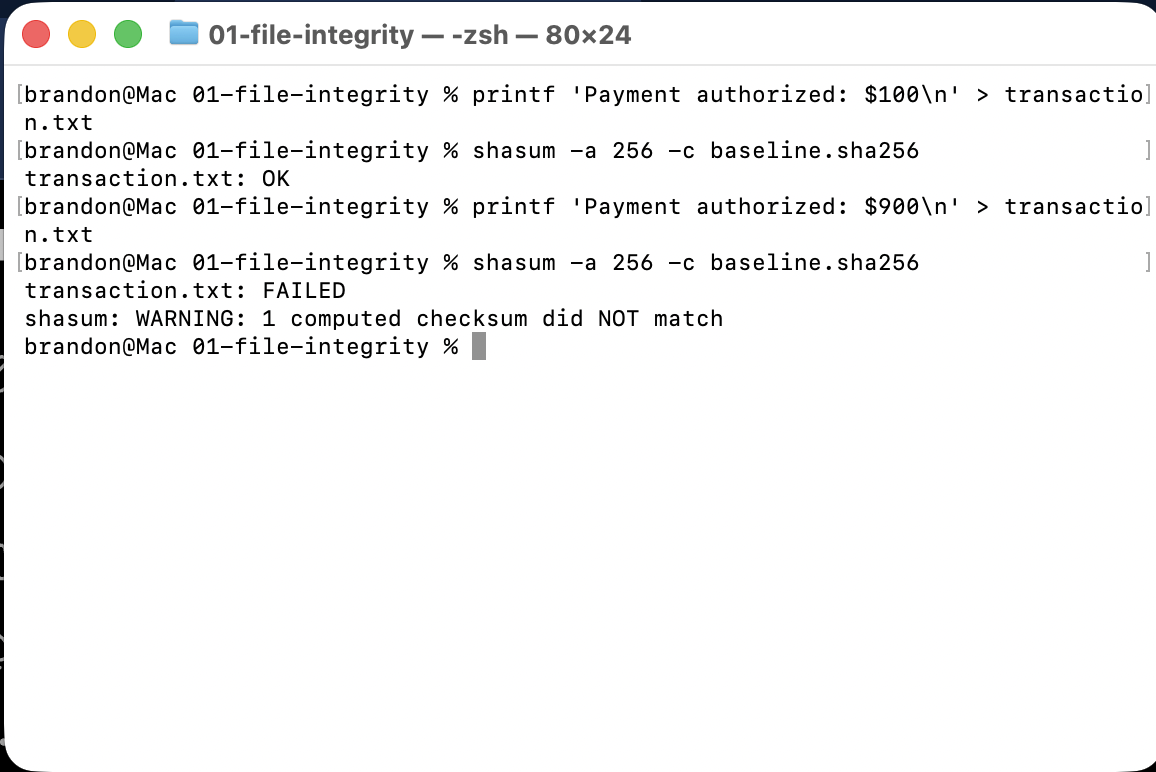 01-file-integrity — -zsh — 80×24
[brandon@Mac 01-file-integrity % printf 'Payment authorized: $100\n' > transactio]
n.txt
[brandon@Mac 01-file-integrity % shasum -a 256 -c baseline.sha256 ]
transaction.txt: OK
[brandon@Mac 01-file-integrity % printf 'Payment authorized: $900\n' > transactio]
n.txt
[brandon@Mac 01-file-integrity % shasum -a 256 -c baseline.sha256 ]
transaction.txt: FAILED
shasum: WARNING: 1 computed checksum did NOT match
brandon@Mac 01-file-integrity %